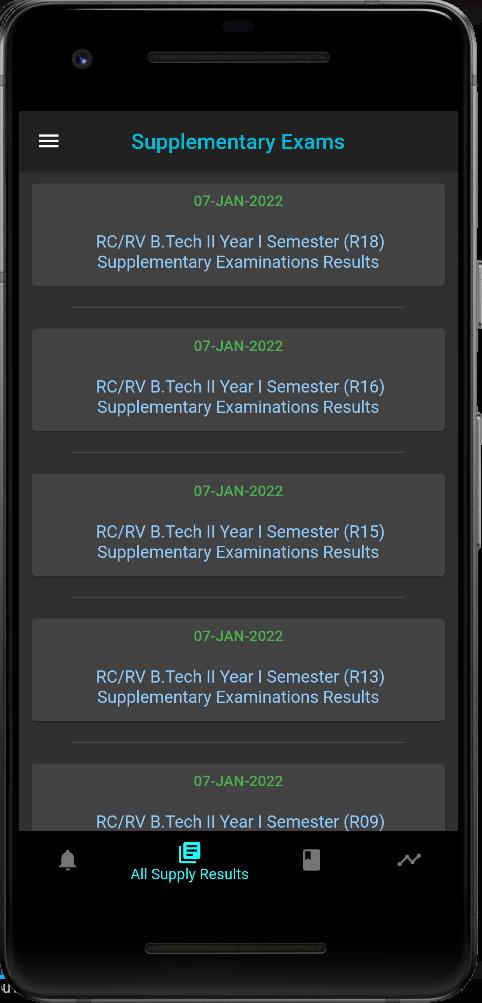 Supplementary Exams
07-JAN-2022
RC/RV B.Tech II Year I Semester (R18)
Supplementary Examinations Results
07-JAN-2022
RC/RV B.Tech II Year I Semester (R16)
Supplementary Examinations Results
07-JAN-2022
RC/RV B.Tech II Year I Semester (R15)
Supplementary Examinations Results
07-JAN-2022
RC/RV B.Tech II Year I Semester (R13)
Supplementary Examinations Results
07-JAN-2022
RC/RV B.Tech II Year I Semester (R09)
All Supply Results